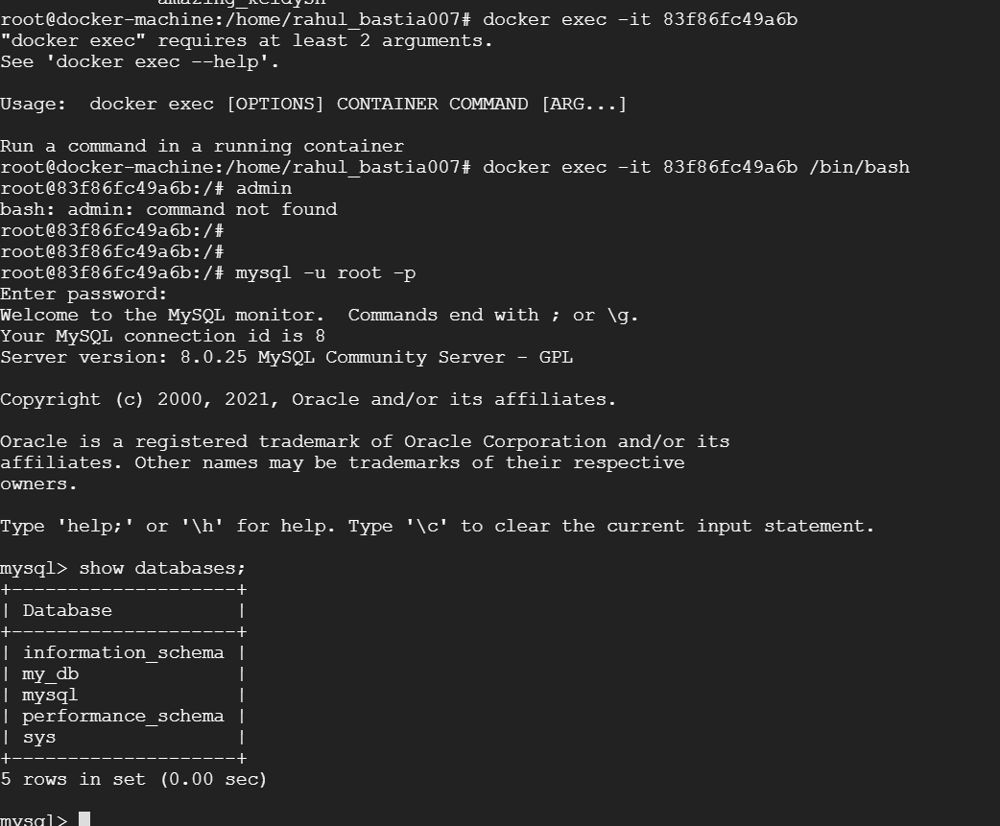 amazing_keldysh
root@docker-machine:/home/rahul_bastia007# docker exec -it 83f86fc49a6b
"docker exec" requires at least 2 arguments.
See 'docker exec --help'.
Usage:  docker exec [OPTIONS] CONTAINER COMMAND [ARG...]
Run a command in a running container
root@docker-machine:/home/rahul_bastia007# docker exec -it 83f86fc49a6b /bin/bash
root@83f86fc49a6b:/# admin
bash: admin: command not found
root@83f86fc49a6b:/#
root@83f86fc49a6b:/#
root@83f86fc49a6b:/# mysql -u root -p
Enter password:
Welcome to the MySQL monitor.  Commands end with ; or \g.
Your MySQL connection id is 8
Server version: 8.0.25 MySQL Community Server - GPL
Copyright (c) 2000, 2021, Oracle and/or its affiliates.
Oracle is a registered trademark of Oracle Corporation and/or its
affiliates. Other names may be trademarks of their respective
owners.
Type 'help;' or '\h' for help. Type '\c' to clear the current input statement.
mysql> show databases;
+--------------------+
| Database           |
+--------------------+
| information_schema |
| my_db              |
| mysql              |
| performance_schema |
| sys                |
+--------------------+
5 rows in set (0.00 sec)
mysql>